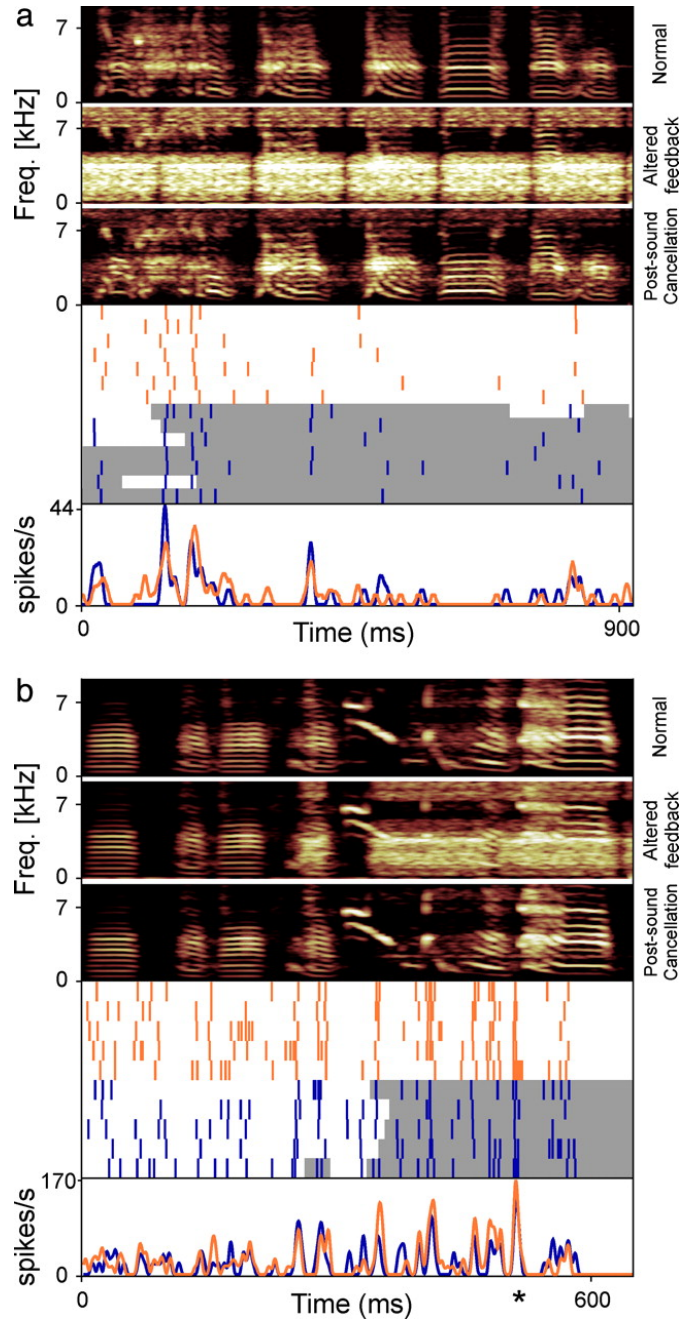 a
7
0
Normal
7
0
Altered
feedback
7
0
Post-sound
Cancellation
Freq. [kHz]
44
0
spikes/s
0
Time (ms)
900
b
7
0
Normal
7
0
Altered
feedback
7
0
Post-sound
Cancellation
Freq. [kHz]
170
0
spikes/s
0
Time (ms)
*
600